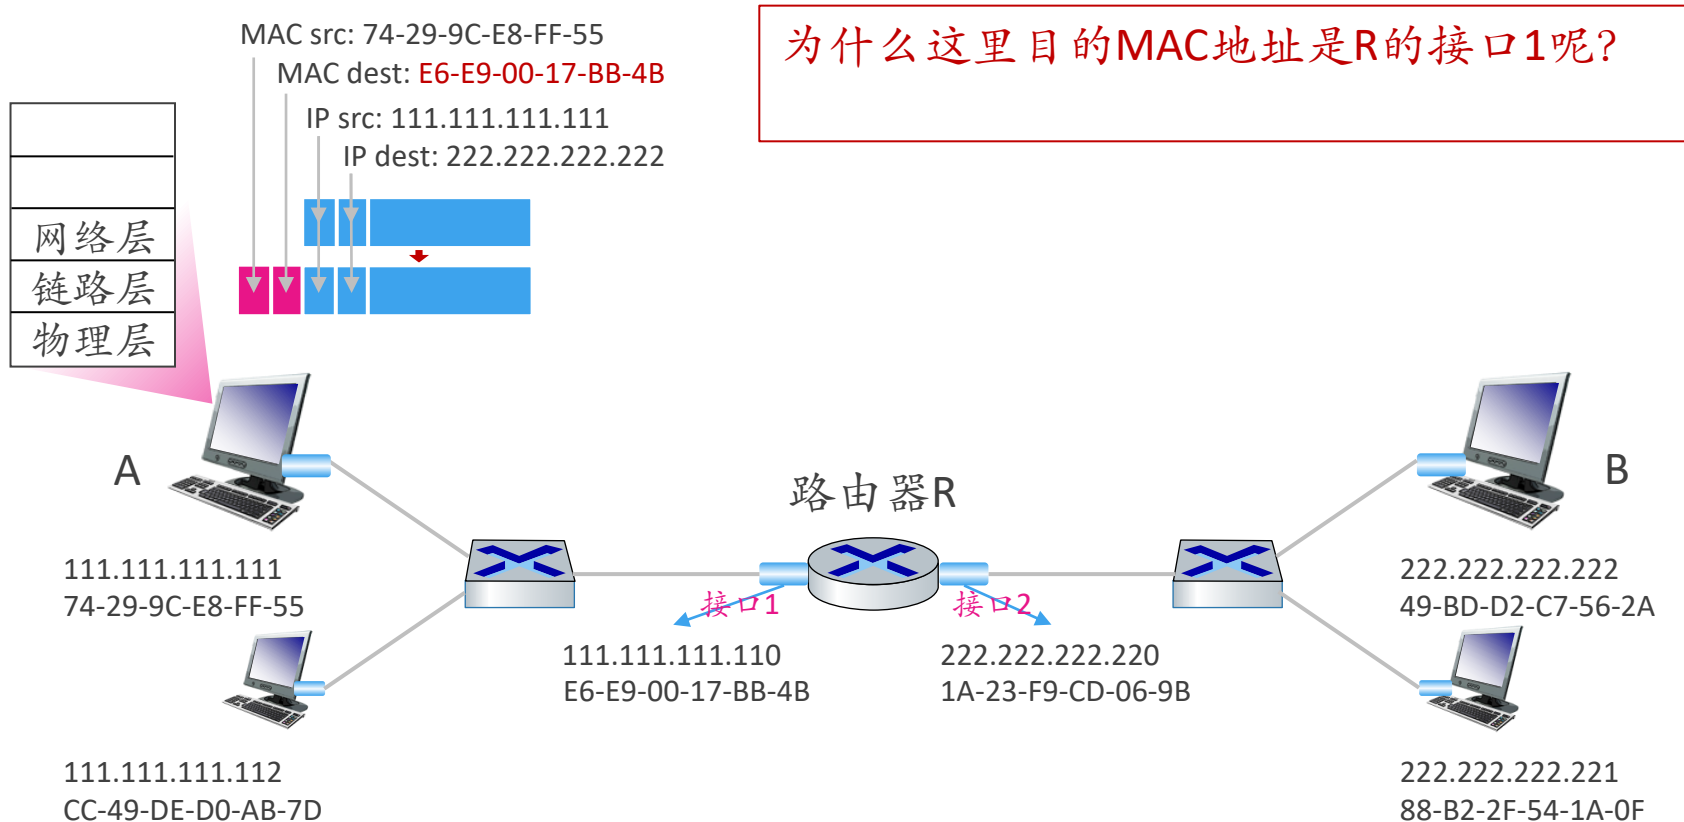 MAC src: 74-29-9C-E8-FF-55
MAC dest: E6-E9-00-17-BB-4B
IP src: 111.111.111.111
IP dest: 222.222.222.222
为什么这里目的MAC地址是R的接口1呢?
网络层
链路层
物理层
A
路由器R
B
111.111.111.111
74-29-9C-E8-FF-55
接口1
接口2
222.222.222.222
49-BD-D2-C7-56-2A
111.111.111.110
E6-E9-00-17-BB-4B
222.222.222.220
1A-23-F9-CD-06-9B
111.111.111.112
CC-49-DE-D0-AB-7D
222.222.222.221
88-B2-2F-54-1A-0F